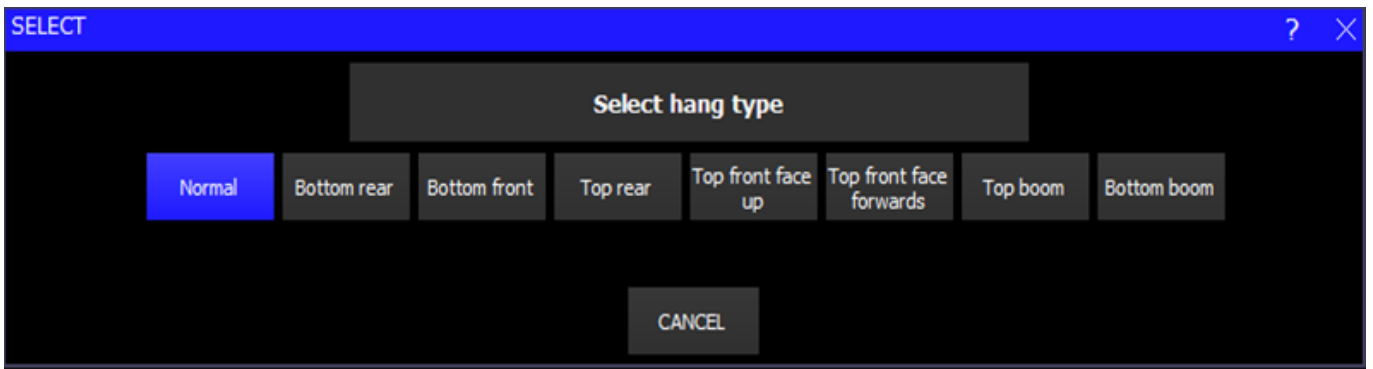 SELECT ?
Select hang type
Normal Bottom rear Bottom front Top rear Top front face up Top front face forwards Top boom Bottom boom
CANCEL